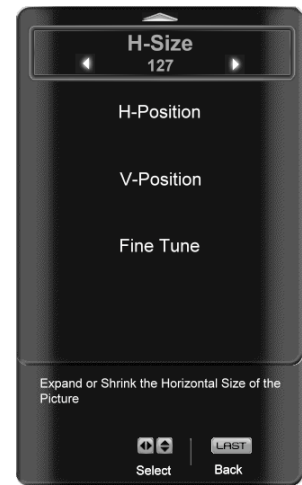 H-Size
127
H-Position
V-Position
Fine Tune
Expand or Shrink the Horizontal Size of the
Picture
LAST
Select Back